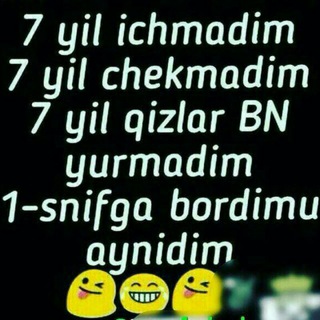 7 yil ichmadim
7 yil chekmadim
7 yil qizlar BN
yurmadim
1-snifga bordimu
aynidim